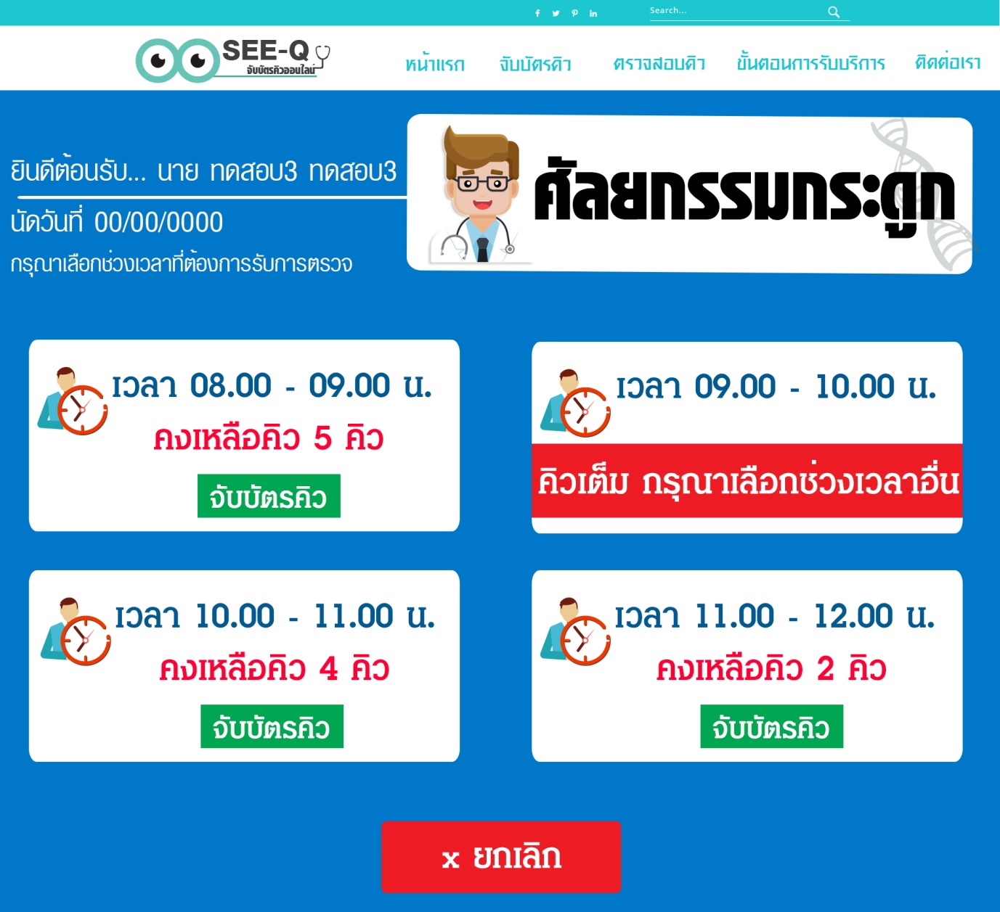 Search...
SEE-Q
จับบัตรคิวออนไลน์
หน้าแรก จับบัตรคิว ตรวจสอบคิว ขั้นตอนการรับบริการ ติดต่อเรา
ยินดีต้อนรับ... นาย ทดสอบ3 ทดสอบ3
นัดวันที่ 00/00/0000
กรุณาเลือกช่วงเวลาที่ต้องการรับการตรวจ
ศัลยกรรมกระดูก
เวลา 08.00 - 09.00 น.
คงเหลือคิว 5 คิว
จับบัตรคิว
เวลา 09.00 - 10.00 น.
คิวเต็ม กรุณาเลือกช่วงเวลาอื่น
เวลา 10.00 - 11.00 น.
คงเหลือคิว 4 คิว
จับบัตรคิว
เวลา 11.00 - 12.00 น.
คงเหลือคิว 2 คิว
จับบัตรคิว
x ยกเลิก